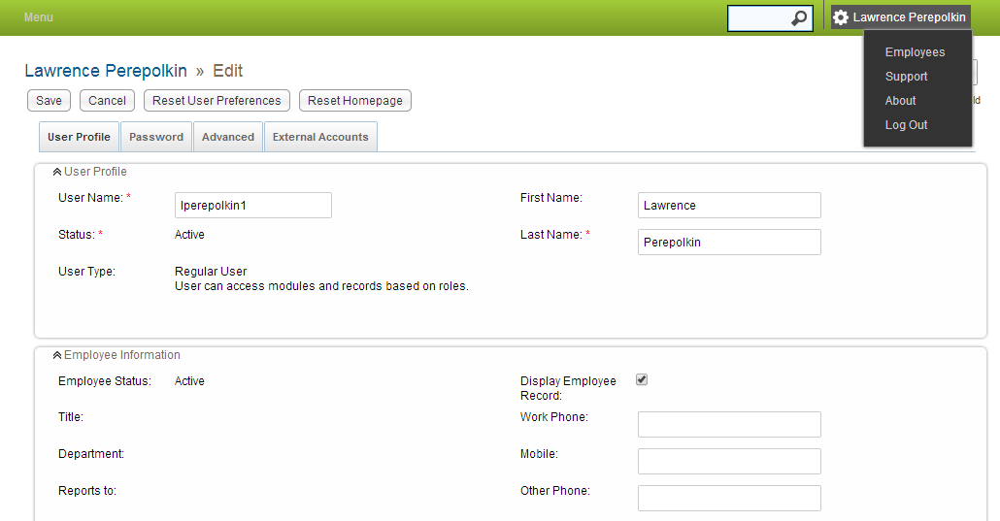 Menu
Lawrence Perepolkin
Employees
Support
About
Log Out
Lawrence Perepolkin » Edit
Save Cancel Reset User Preferences Reset Homepage
User Profile Password Advanced External Accounts
User Profile
User Name: * lperepolkin1 First Name: Lawrence
Status: * Active Last Name: * Perepolkin
User Type: Regular User
User can access modules and records based on roles.
Employee Information
Employee Status: Active Display Employee
Record:
Title: Work Phone:
Department: Mobile:
Reports to: Other Phone: